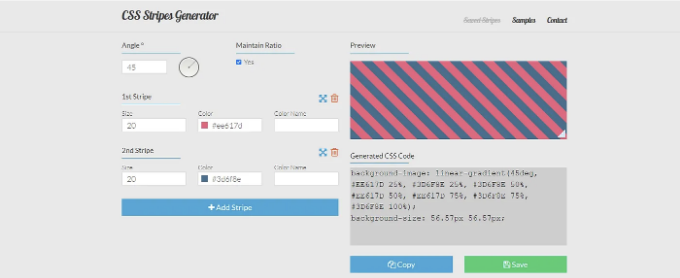 CSS Stripes Generator
Saved Stripes Samples Contact
Angle °
45
Maintain Ratio
Yes
1st Stripe
Size Color Color Name
20 #ee617d
2nd Stripe
Size Color Color Name
20 #3d6f8e
Add Stripe
Preview
Generated CSS Code
background-image: linear-gradient(45deg,
#EE617D 25%, #3D6F8E 25%, #3D6F8E 50%,
#EE617D 50%, #EE617D 75%, #3D6F8E 75%,
#3D6F8E 100%);
background-size: 56.57px 56.57px;
Copy Save